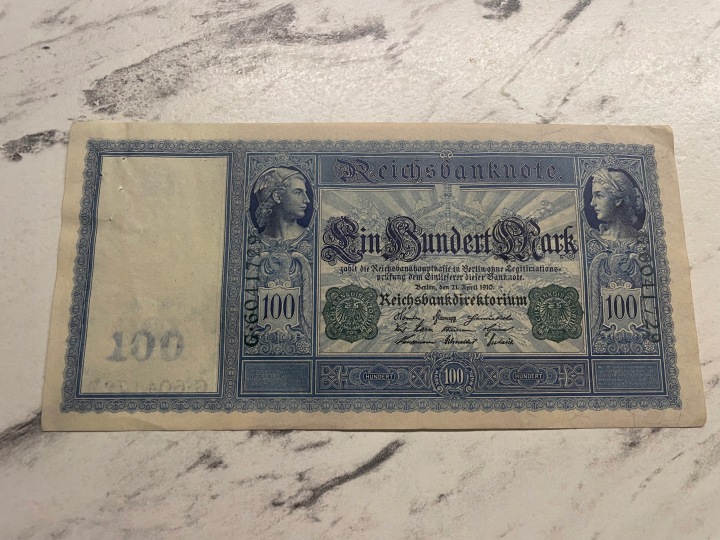 Reichsbanknote.
Ein Hundert Mark
zahlt die Reichsbankhauptkasse in Berlin ohne Legitimations-
prüfung dem Einlieferer dieser Banknote.
Berlin, den 21. April 1910.
Reichsbankdirektorium
100
100
HUNDERT
100
HUNDERT
100